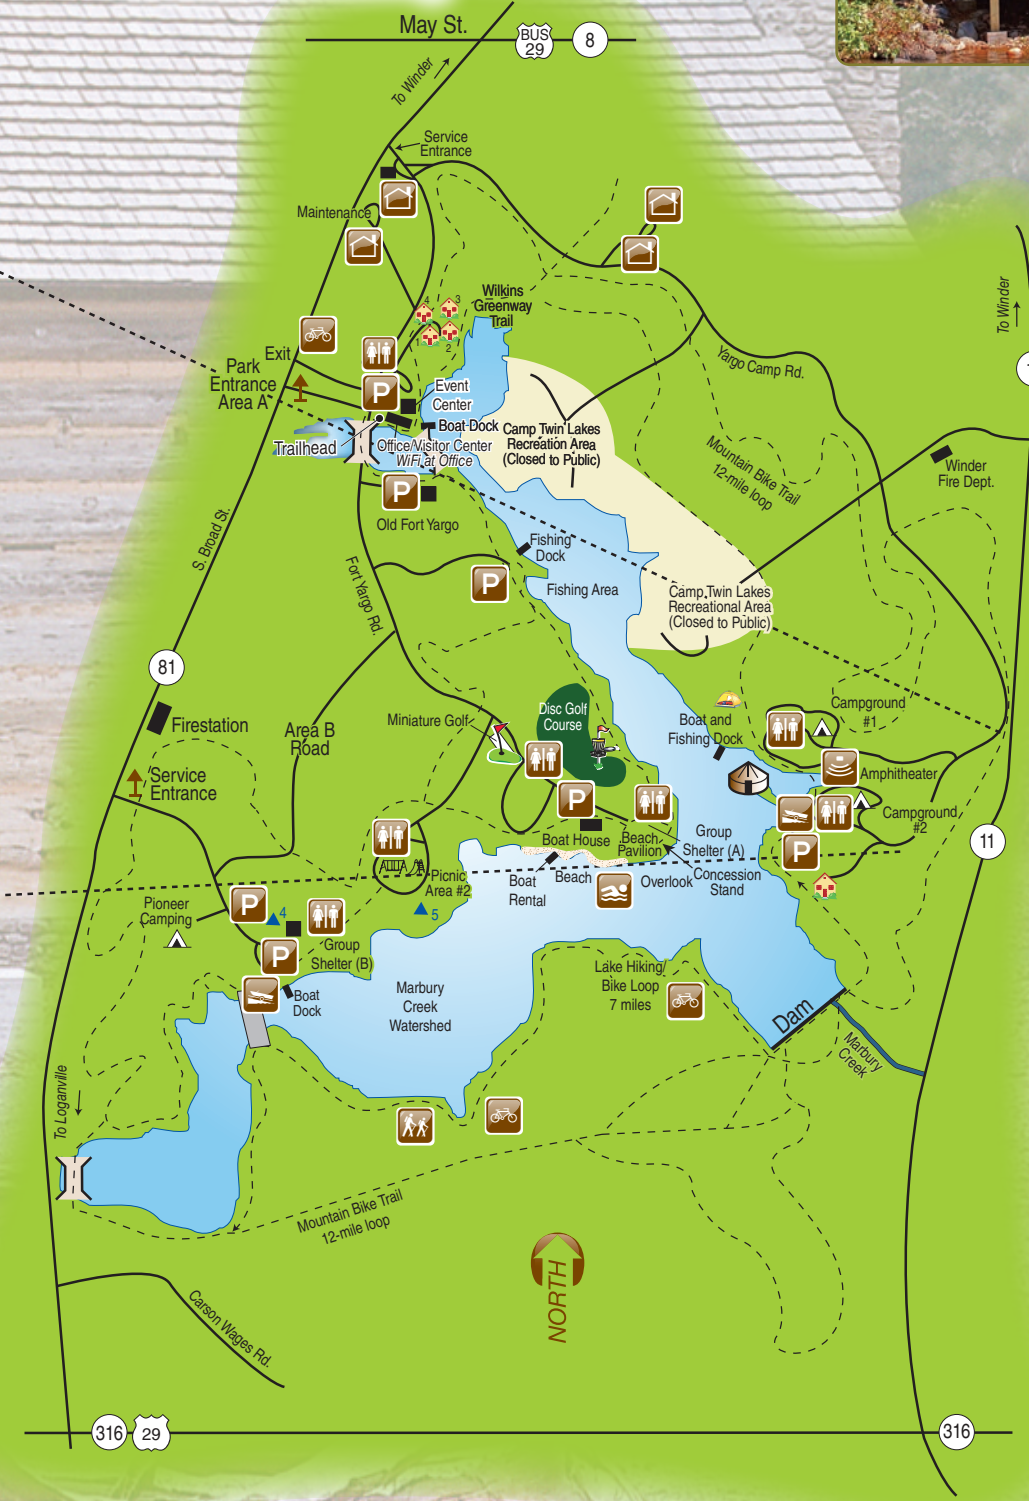 May St.
BUS
29
8
To Winder
Service
Entrance
Maintenance
Wilkins
Greenway
Trail
4
3
1
2
To Winder
Exit
Park
Entrance
Area A
P
Event
Center
Boat Dock
Yargo Camp Rd.
Camp Twin Lakes
Recreation Area
(Closed to Public)
Trailhead
Office/Visitor Center
WiFi at Office
Mountain Bike Trail
12-mile loop
Winder
Fire Dept.
P
Old Fort Yargo
S. Broad St.
Fishing
Dock
Fort Yargo Rd.
P
Fishing Area
Camp Twin Lakes
Recreational Area
(Closed to Public)
81
Firestation
Area B
Road
Miniature Golf
Disc Golf
Course
Boat and
Fishing Dock
Campground
#1
Service
Entrance
Amphitheater
P
Campground
#2
Boat House
Beach
Pavilion
Group
Shelter (A)
11
P
Picnic
Area #2
Boat
Rental
Beach
Overlook
Concession
Stand
Pioneer
Camping
P
4
5
Group
Shelter (B)
P
Boat
Dock
Marbury
Creek
Watershed
Lake Hiking/
Bike Loop
7 miles
Dam
Marbury
Creek
To Loganville
Mountain Bike Trail
12-mile loop
NORTH
Carson Wages Rd.
316
29
316